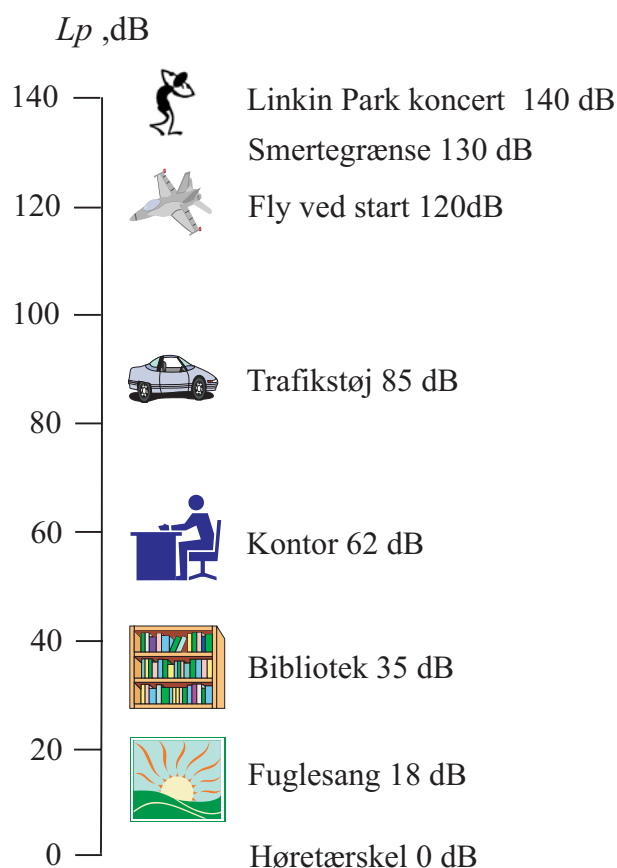 Lp ,dB
140
Linkin Park koncert 140 dB
Smertegrænse 130 dB
120
Fly ved start 120dB
100
Trafikstøj 85 dB
80
60
Kontor 62 dB
40
Bibliotek 35 dB
20
Fuglesang 18 dB
0
Høretærskel 0 dB